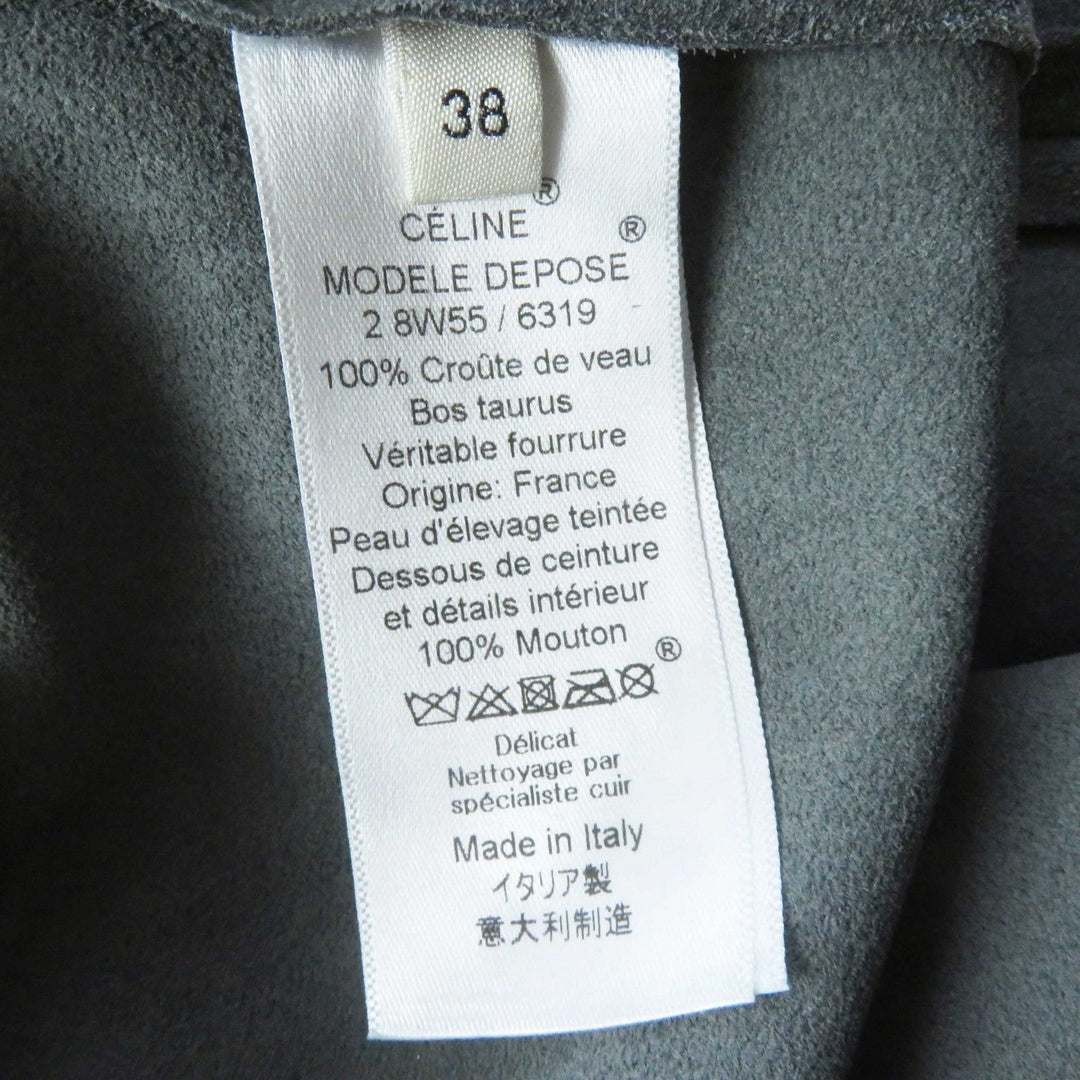 38
CÉLINE®
MODELE DEPOSE®
2 8W55 / 6319
100% Croûte de veau
Bos taurus
Véritable fourrure
Origine: France
Peau d'élevage teintée
Dessous de ceinture
et détails intérieur
100% Mouton
®
Délicat
Nettoyage par
spécialiste cuir
Made in Italy
イタリア製
意大利制造